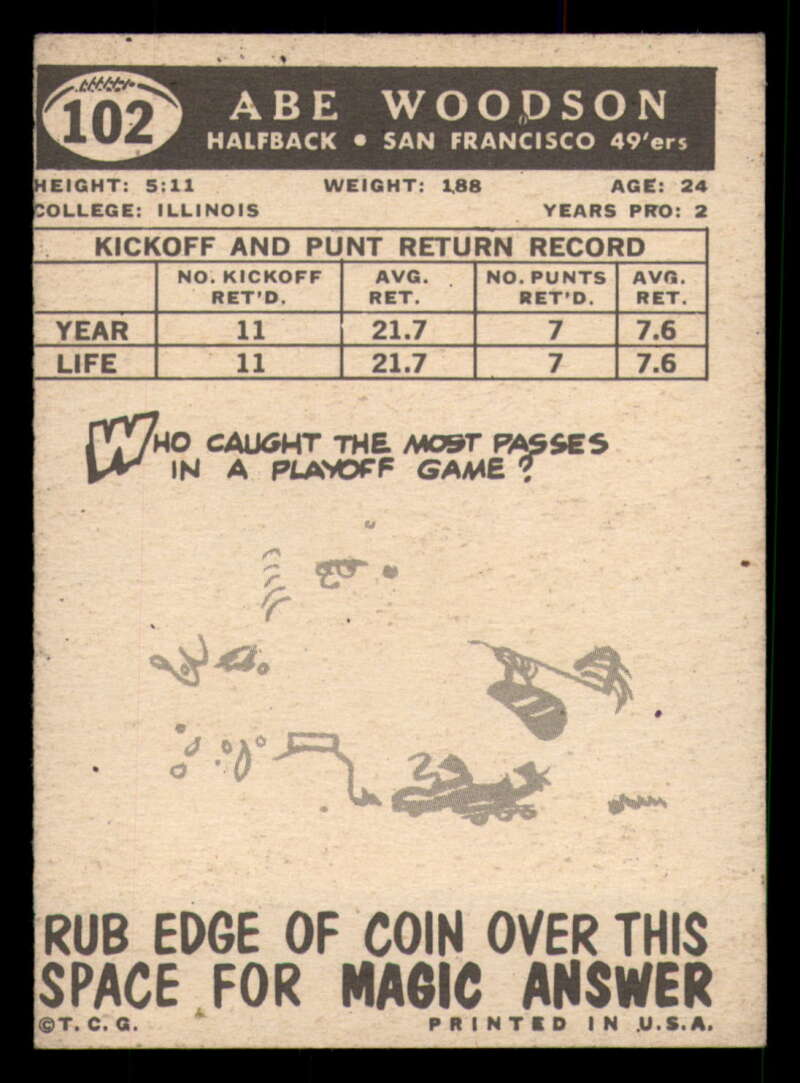 102
ABE WOODSON
HALFBACK • SAN FRANCISCO 49'ers
HEIGHT: 5:11 WEIGHT: 188 AGE: 24
COLLEGE: ILLINOIS YEARS PRO: 2
KICKOFF AND PUNT RETURN RECORD
NO. KICKOFF RET'D. AVG. RET. NO. PUNTS RET'D. AVG. RET.
YEAR 11 21.7 7 7.6
LIFE 11 21.7 7 7.6
WHO CAUGHT THE MOST PASSES
IN A PLAYOFF GAME?
RUB EDGE OF COIN OVER THIS
SPACE FOR MAGIC ANSWER
©T.C.G. PRINTED IN U.S.A.